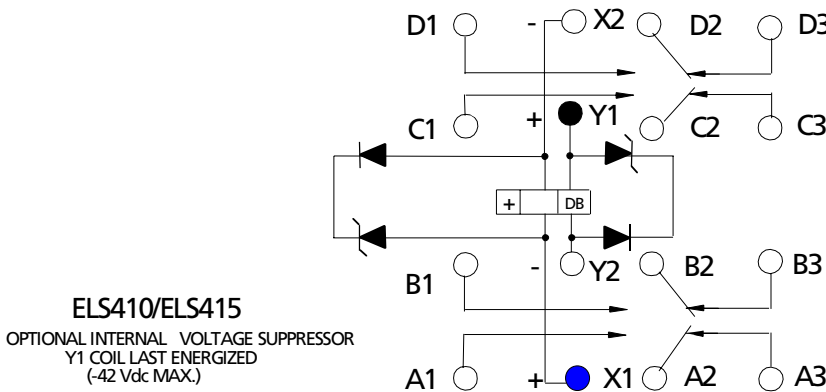 D1 - X2 D2 D3
C1 + Y1 C2 C3
+ DB
B1 - Y2 B2 B3
A1 + X1 A2 A3
ELS410/ELS415
OPTIONAL INTERNAL VOLTAGE SUPPRESSOR
Y1 COIL LAST ENERGIZED
(-42 Vdc MAX.)